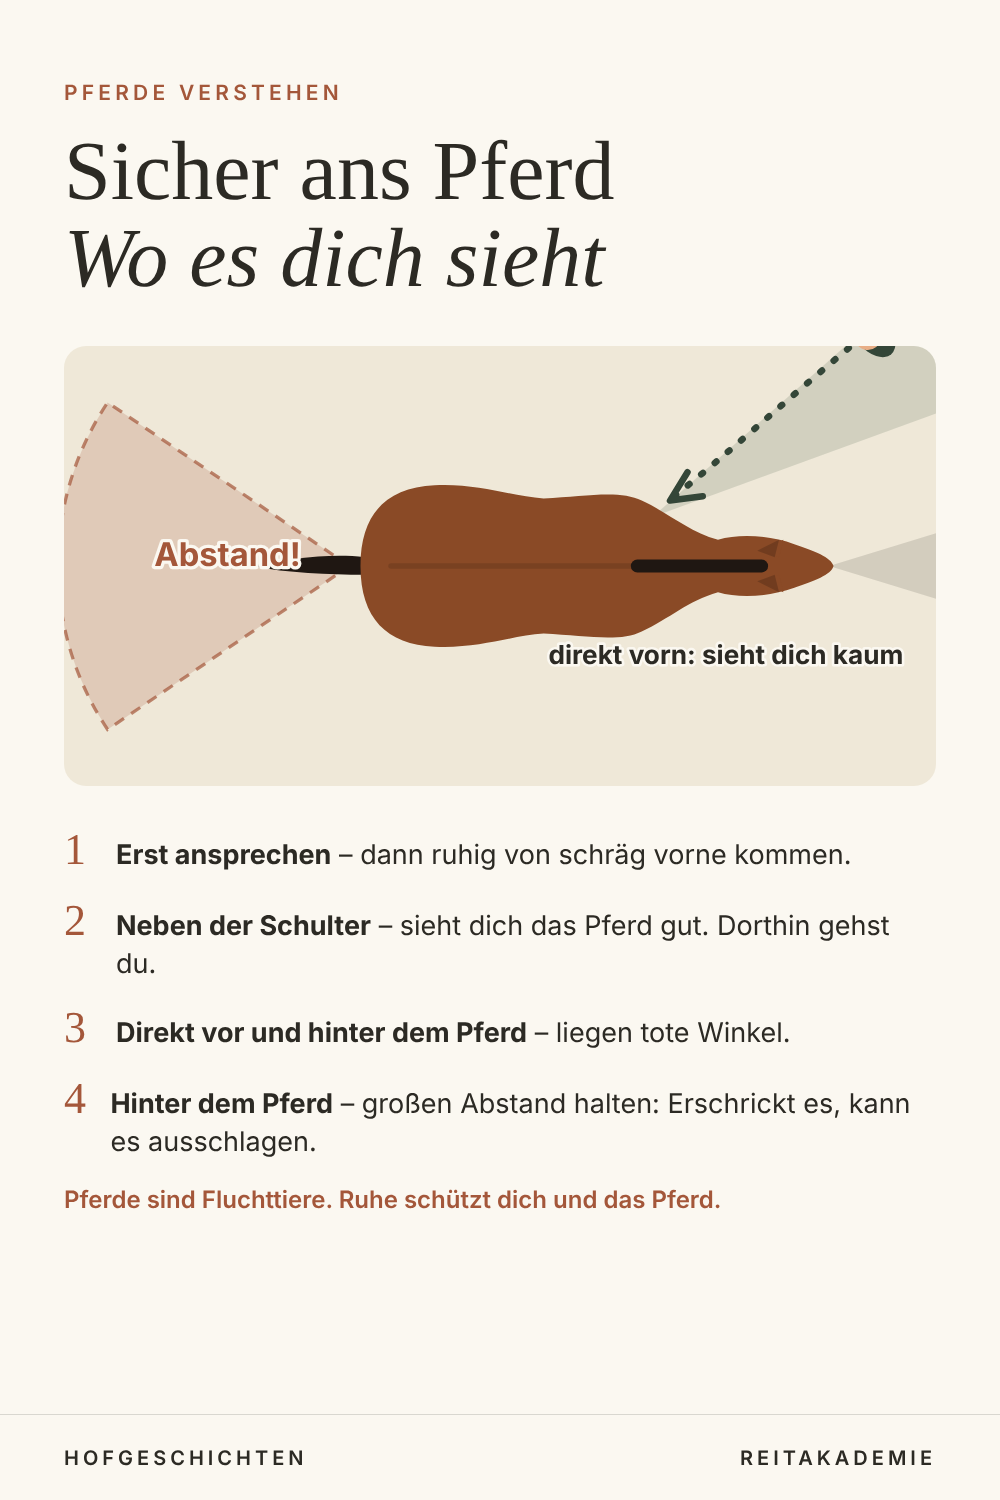 PFERDE VERSTEHEN
Sicher ans Pferd
Wo es dich sieht
Abstand!
direkt vorn: sieht dich kaum
1 Erst ansprechen – dann ruhig von schräg vorne kommen.
2 Neben der Schulter – sieht dich das Pferd gut. Dorthin gehst
du.
3 Direkt vor und hinter dem Pferd – liegen tote Winkel.
4 Hinter dem Pferd – großen Abstand halten: Erschrickt es, kann
es ausschlagen.
Pferde sind Fluchttiere. Ruhe schützt dich und das Pferd.
HOFGESCHICHTEN
REITAKADEMIE